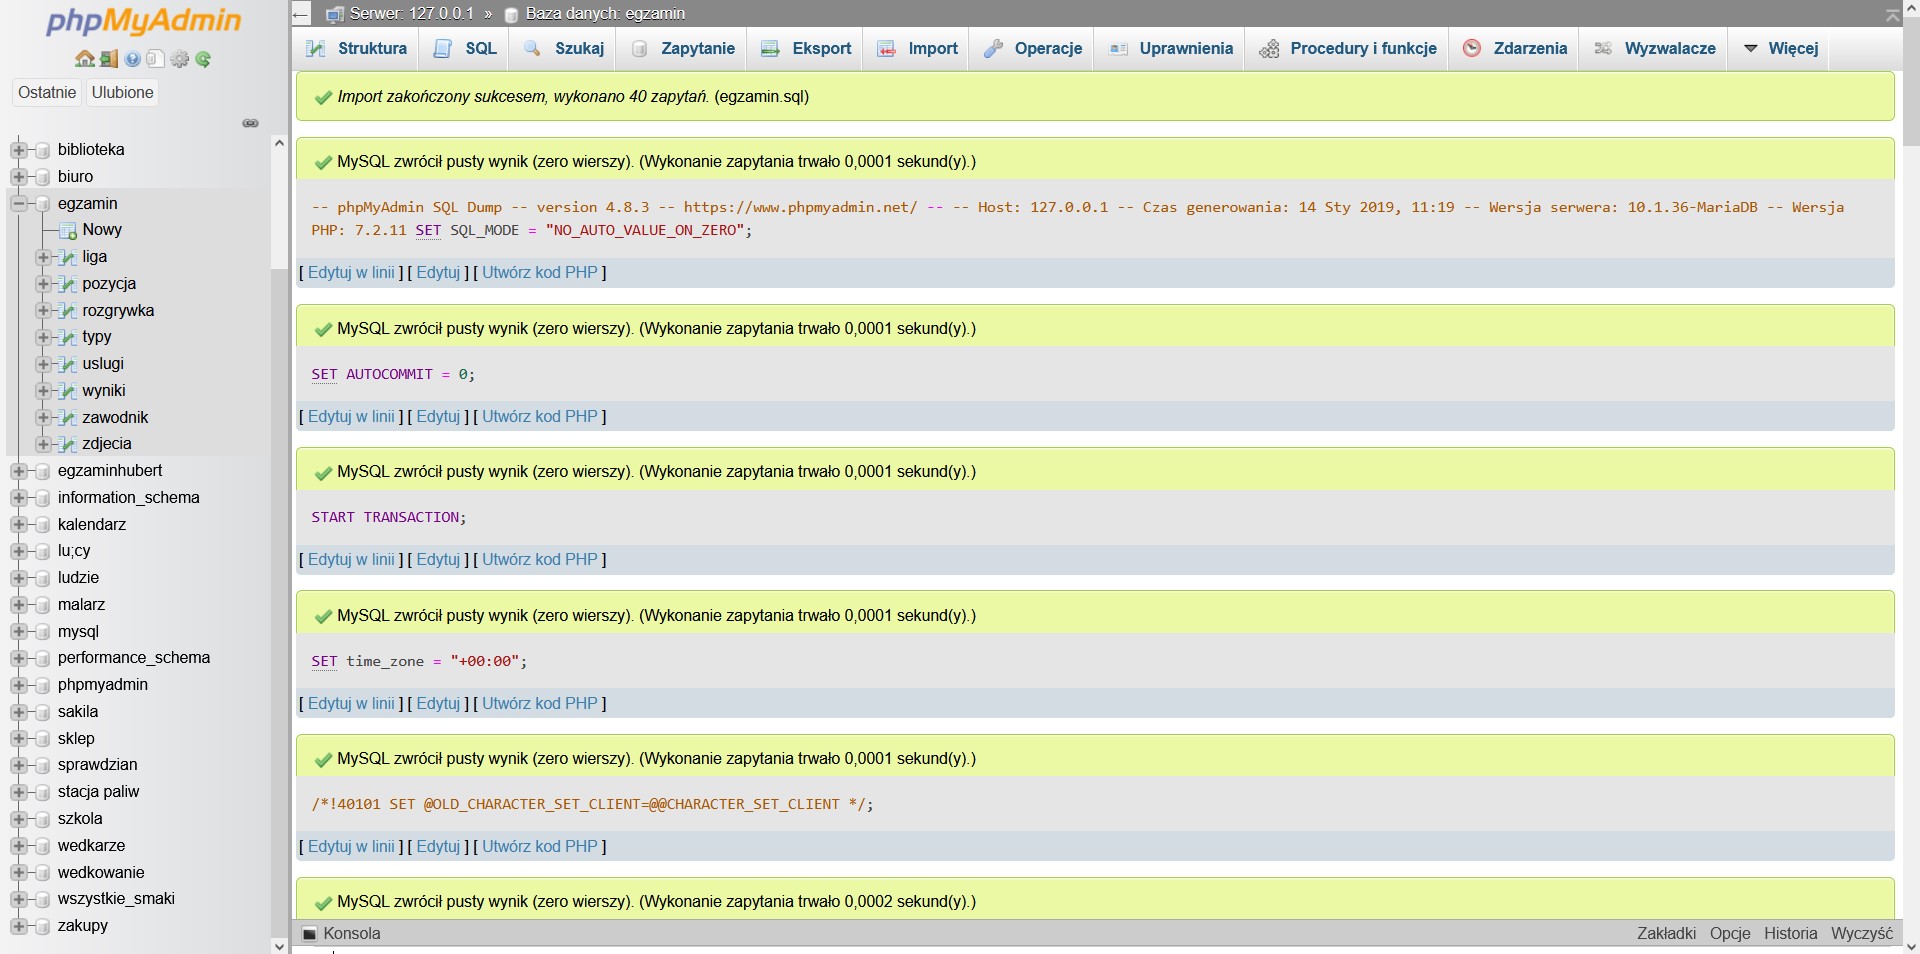 phpMyAdmin
Ostatnie Ulubione
biblioteka
biuro
egzamin
Nowy
liga
pozycja
rozgrywka
typy
uslugi
wyniki
zawodnik
zdjecia
egzaminhubert
information_schema
kalendarz
lu;cy
ludzie
malarz
mysql
performance_schema
phpmyadmin
sakila
sklep
sprawdzian
stacja paliw
szkola
wedkarze
wedkowanie
wszystkie_smaki
zakupy
Serwer: 127.0.0.1 » Baza danych: egzamin
Struktura SQL Szukaj Zapytanie Eksport Import Operacje Uprawnienia Procedury i funkcje Zdarzenia Wyzwalacze Więcej
Import zakończony sukcesem, wykonano 40 zapytań. (egzamin.sql)
MySQL zwrócił pusty wynik (zero wierszy). (Wykonanie zapytania trwało 0,0001 sekund(y).)
-- phpMyAdmin SQL Dump -- version 4.8.3 -- https://www.phpmyadmin.net/ -- -- Host: 127.0.0.1 -- Czas generowania: 14 Sty 2019, 11:19 -- Wersja serwera: 10.1.36-MariaDB -- Wersja
PHP: 7.2.11 SET SQL_MODE = "NO_AUTO_VALUE_ON_ZERO";
[ Edytuj w linii ] [ Edytuj ] [ Utwórz kod PHP ]
MySQL zwrócił pusty wynik (zero wierszy). (Wykonanie zapytania trwało 0,0001 sekund(y).)
SET AUTOCOMMIT = 0;
[ Edytuj w linii ] [ Edytuj ] [ Utwórz kod PHP ]
MySQL zwrócił pusty wynik (zero wierszy). (Wykonanie zapytania trwało 0,0001 sekund(y).)
START TRANSACTION;
[ Edytuj w linii ] [ Edytuj ] [ Utwórz kod PHP ]
MySQL zwrócił pusty wynik (zero wierszy). (Wykonanie zapytania trwało 0,0001 sekund(y).)
SET time_zone = "+00:00";
[ Edytuj w linii ] [ Edytuj ] [ Utwórz kod PHP ]
MySQL zwrócił pusty wynik (zero wierszy). (Wykonanie zapytania trwało 0,0001 sekund(y).)
/*!40101 SET @OLD_CHARACTER_SET_CLIENT=@@CHARACTER_SET_CLIENT */;
[ Edytuj w linii ] [ Edytuj ] [ Utwórz kod PHP ]
MySQL zwrócił pusty wynik (zero wierszy). (Wykonanie zapytania trwało 0,0002 sekund(y).)
Konsola Zakładki Opcje Historia Wyczyść